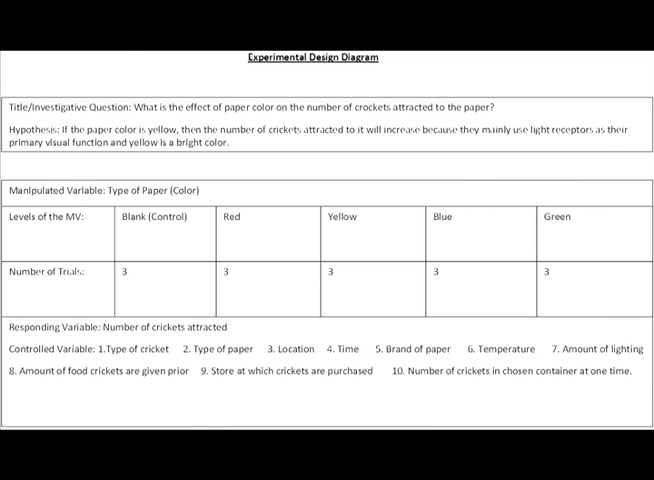 Experimental Design Diagram
Title/Investigative Question: What is the effect of paper color on the number of crockets attracted to the paper?
Hypothesis: If the paper color is yellow, then the number of crickets attracted to it will increase because they mainly use light receptors as their
primary visual function and yellow is a bright color.
Manipulated Variable: Type of Paper (Color)
Levels of the MV: Blank (Control) Red Yellow Blue Green
Number of Trials: 3 3 3 3 3
Responding Variable: Number of crickets attracted
Controlled Variable: 1.Type of cricket 2. Type of paper 3. Location 4. Time 5. Brand of paper 6. Temperature 7. Amount of lighting
8. Amount of food crickets are given prior 9. Store at which crickets are purchased 10. Number of crickets in chosen container at one time.